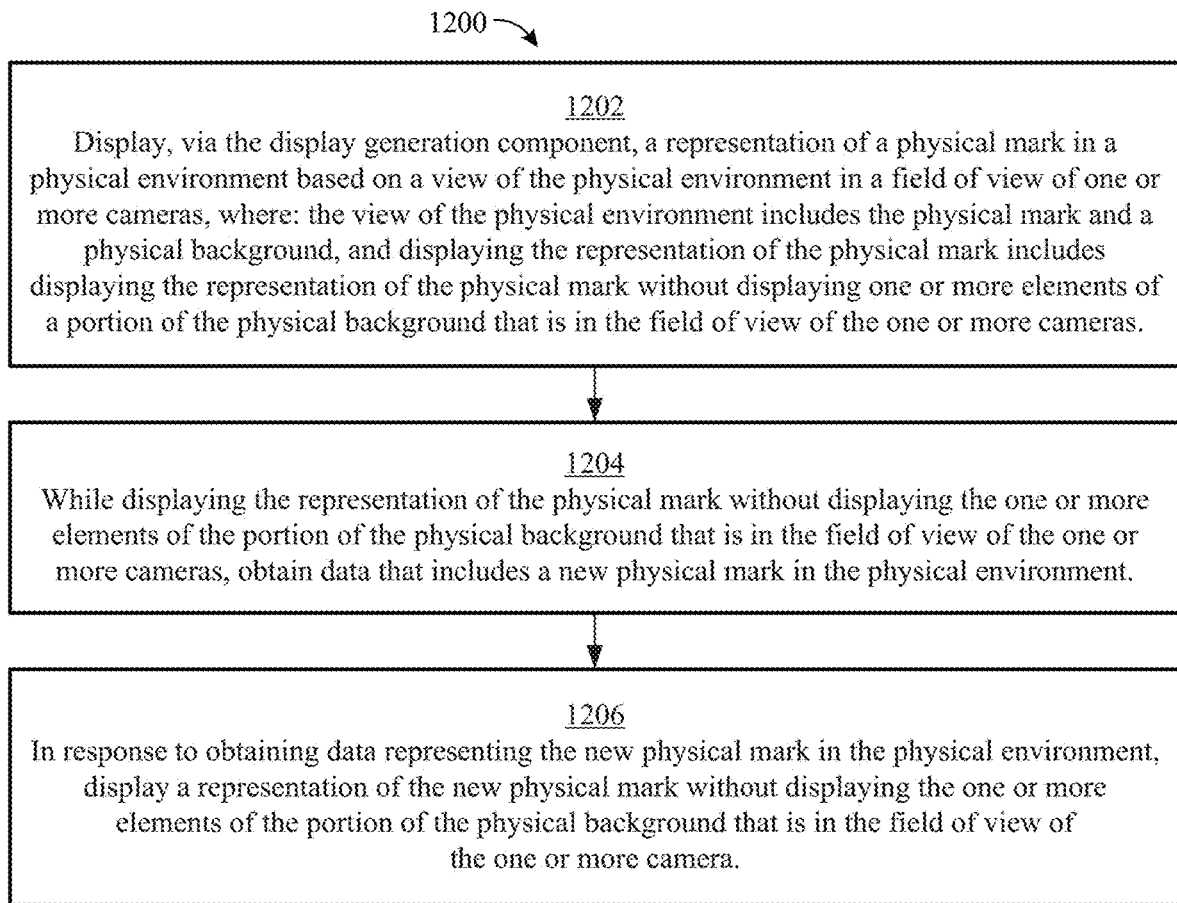 1200
1202
Display, via the display generation component, a representation of a physical mark in a
physical environment based on a view of the physical environment in a field of view of one or
more cameras, where: the view of the physical environment includes the physical mark and a
physical background, and displaying the representation of the physical mark includes
displaying the representation of the physical mark without displaying one or more elements of
a portion of the physical background that is in the field of view of the one or more cameras.
1204
While displaying the representation of the physical mark without displaying the one or more
elements of the portion of the physical background that is in the field of view of the one or
more cameras, obtain data that includes a new physical mark in the physical environment.
1206
In response to obtaining data representing the new physical mark in the physical environment,
display a representation of the new physical mark without displaying the one or more
elements of the portion of the physical background that is in the field of view of
the one or more camera.